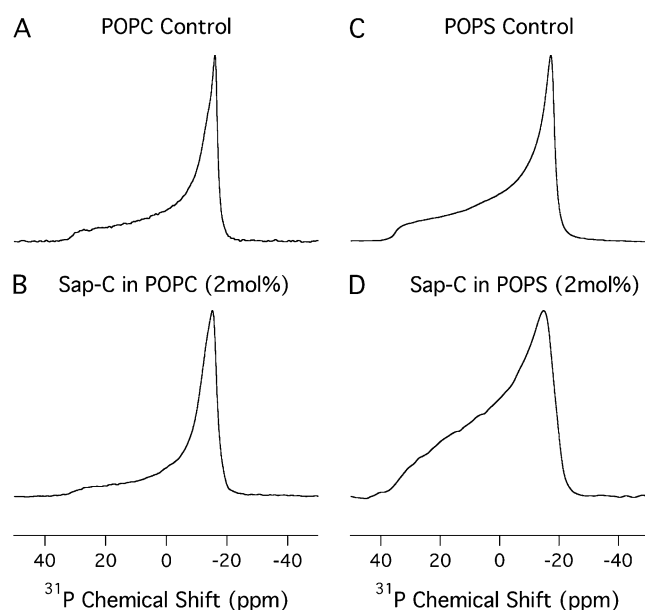 A POPC Control
C POPS Control
B Sap-C in POPC (2mol%)
D Sap-C in POPS (2mol%)
40 20 0 -20 -40
40 20 0 -20 -40
³¹P Chemical Shift (ppm)
³¹P Chemical Shift (ppm)